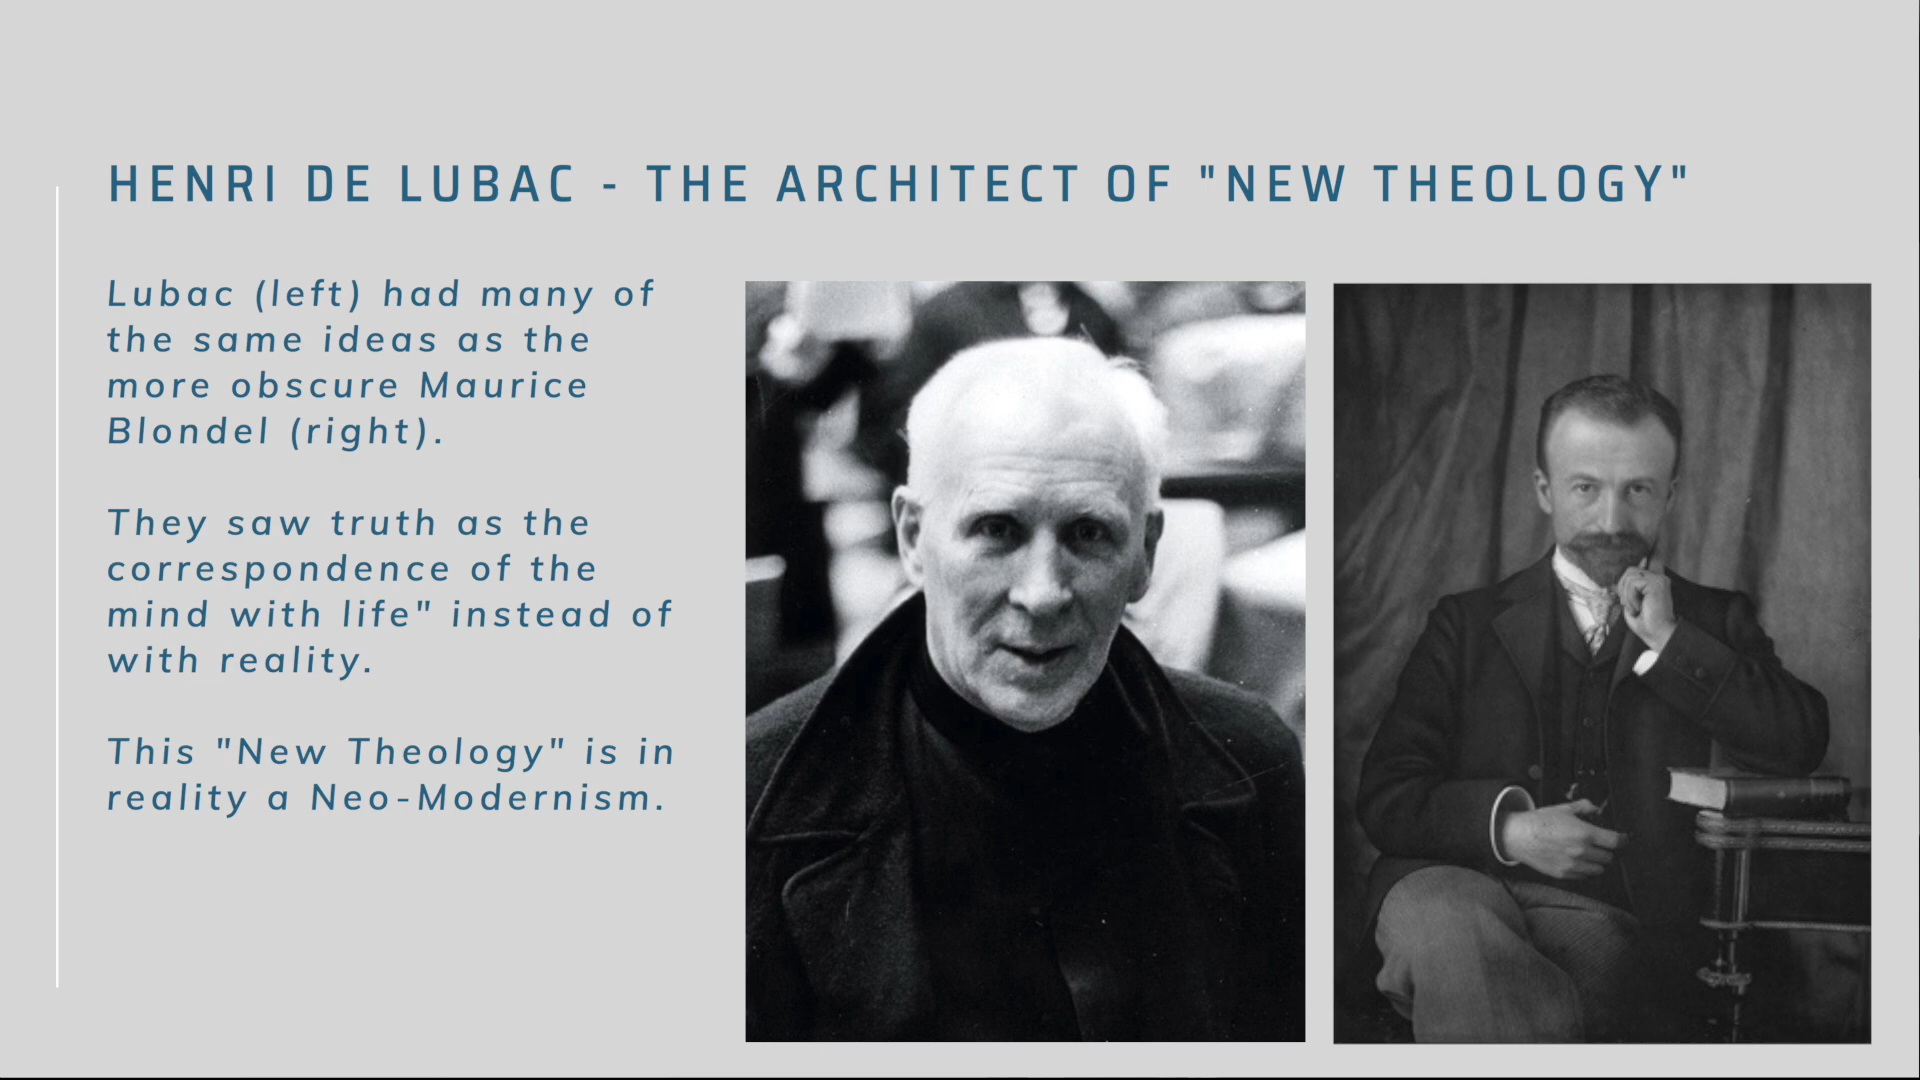 HENRI DE LUBAC - THE ARCHITECT OF "NEW THEOLOGY"
Lubac (left) had many of
the same ideas as the
more obscure Maurice
Blondel (right).
They saw truth as the
correspondence of the
mind with life" instead of
with reality.
This "New Theology" is in
reality a Neo-Modernism.